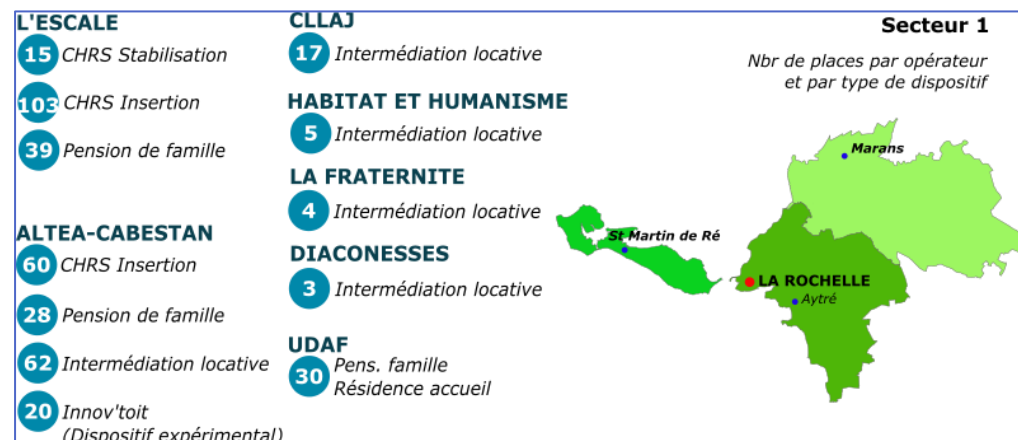 L'ESCALE
15 CHRS Stabilisation
103 CHRS Insertion
39 Pension de famille
ALTEA-CABESTAN
60 CHRS Insertion
28 Pension de famille
62 Intermédiation locative
20 Innov'toit
(Dispositif expérimental)
CLLAJ
17 Intermédiation locative
HABITAT ET HUMANISME
5 Intermédiation locative
LA FRATERNITE
4 Intermédiation locative
DIACONESSES
3 Intermédiation locative
UDAF
30 Pens. famille
Résidence accueil
Secteur 1
Nbr de places par opérateur
et par type de dispositif
Marans
St Martin de Ré
LA ROCHELLE
Aytré